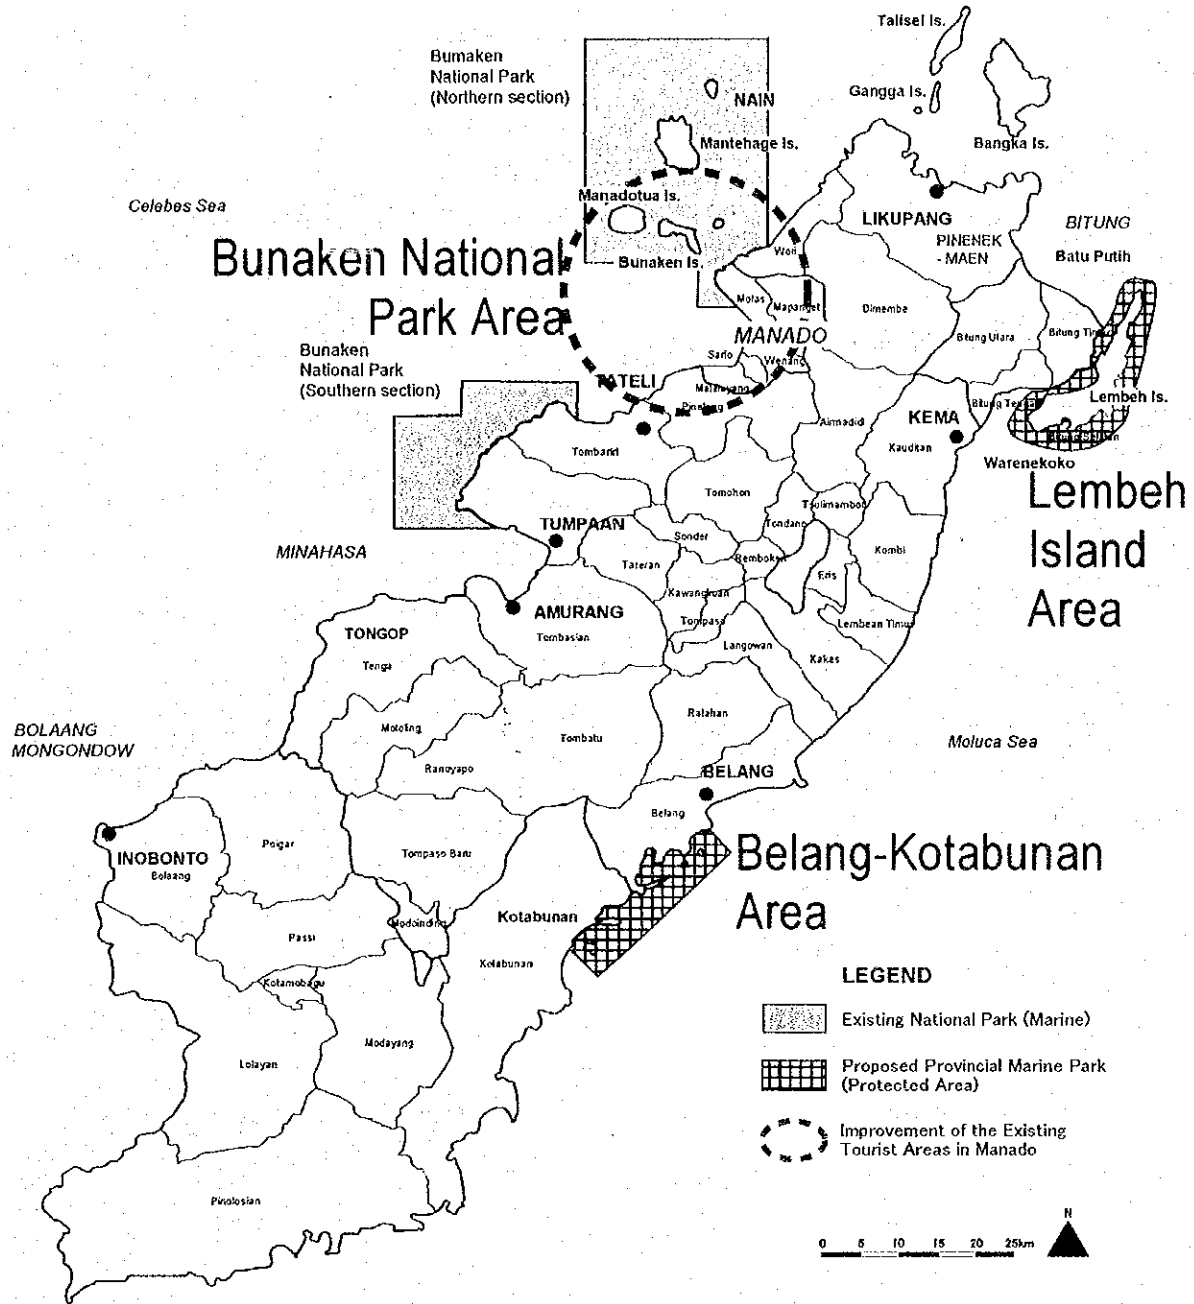 Talisei Is.
Bumaken
National Park
(Northern section)
Gangga Is.
NAIN
Mantehage Is.
Bangka Is.
Celebes Sea
Manadotua Is.
LIKUPANG
BITUNG
PINENEK
- MAEN
Batu Putih
Bunaken National
Park Area
Bunaken Is.
Wori
Molas
Mapanget
Dimembe
MANADO
Bitung Utara
Bunaken
National Park
(Southern section)
Sario
Wenang
TATELI
Malalayang
Pineleng
Lembeh Is.
KEMA
Airmadidi
Kauditan
Tombariri
Warenekoko
Lembeh
Island
Area
Tomohon
Tondano
TUMPAAN
Sonder
Kombi
MINAHASA
Tareran
Remboken
Eris
Kawangkoan
AMURANG
Tombasian
Tompaso
Lembean Timur
TONGOP
Tenga
Langowan
Kakas
BOLAANG
MONGONDOW
Ratahan
Tombatu
Moluca Sea
Ranoyapo
BELANG
Belang
INOBONTO
Bolaang
Poigar
Tompaso Baru
Belang-Kotabunan
Area
Kotabunan
Modoinding
Passi
Kotabunan
Kotamobagu
LEGEND
Existing National Park (Marine)
Modayang
Lolayan
Proposed Provincial Marine Park
(Protected Area)
Improvement of the Existing
Tourist Areas in Manado
Pinolosian
N
0 5 10 15 20 25km